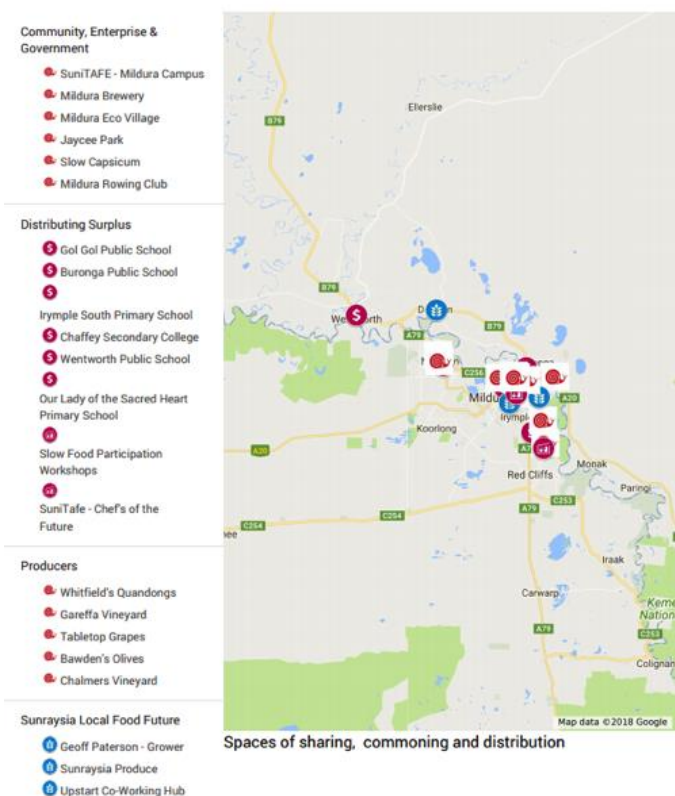 Community, Enterprise &
Government
SuniTAFE - Mildura Campus
Mildura Brewery
Mildura Eco Village
Jaycee Park
Slow Capsicum
Mildura Rowing Club
Distributing Surplus
Gol Gol Public School
Buronga Public School
Irymple South Primary School
Chaffey Secondary College
Wentworth Public School
Our Lady of the Sacred Heart
Primary School
Slow Food Participation
Workshops
SuniTafe - Chef's of the
Future
Producers
Whitfield's Quandongs
Gareffa Vineyard
Tabletop Grapes
Bawden's Olives
Chalmers Vineyard
Sunraysia Local Food Future
Geoff Paterson - Grower
Sunraysia Produce
Upstart Co-Working Hub
Ellerslie
B79
B79
A79
B79
C256
A20
Koorlong
A20
Monak
Red Cliffs
Paringi
C253
A79
C254
C254
Iraak
Carwarp
A79
C253
Map data ©2018 Google
Spaces of sharing, commoning and distribution